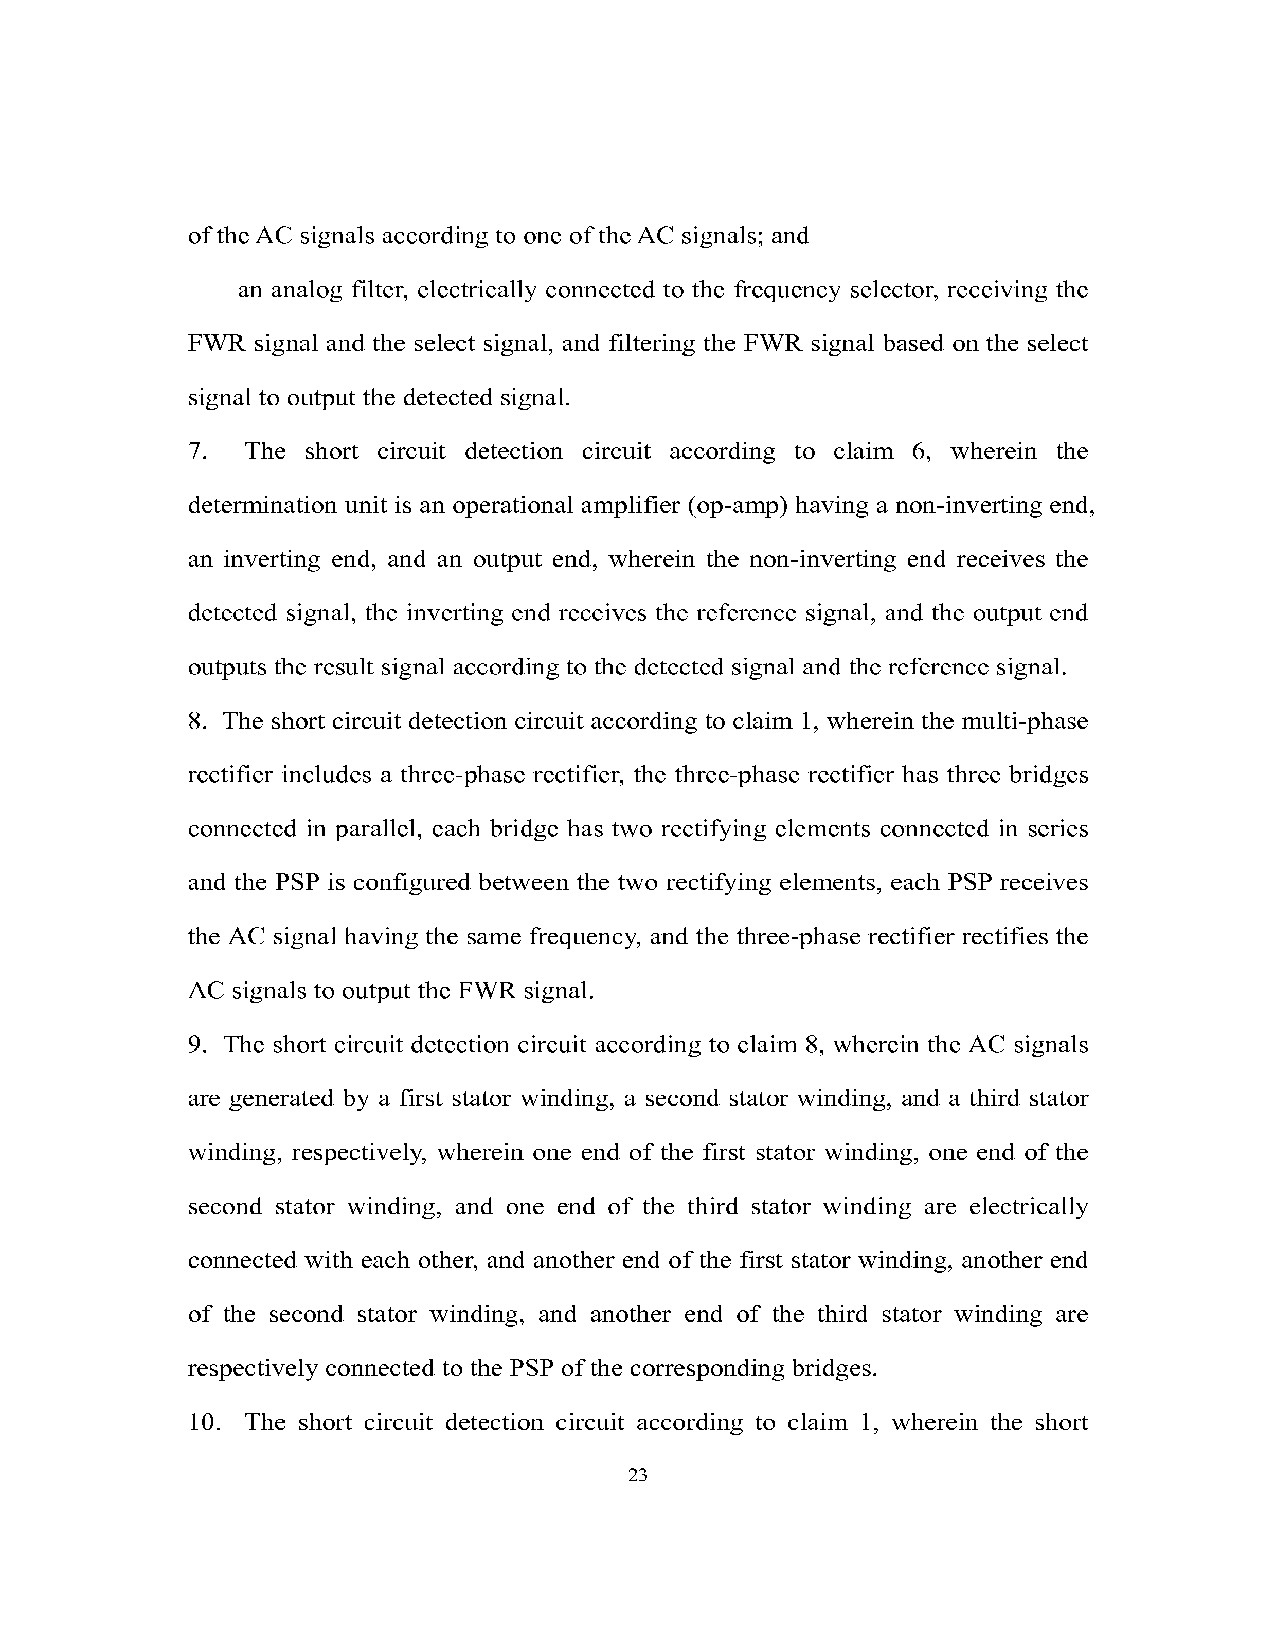 of the AC signals according to one of the AC signals; and
an analog filter, electrically connected to the frequency selector, receiving the
FWR signal and the select signal, and filtering the FWR signal based on the select
signal to output the detected signal.
7. The short circuit detection circuit according to claim 6, wherein the
determination unit is an operational amplifier (op-amp) having a non-inverting end,
an inverting end, and an output end, wherein the non-inverting end receives the
detected signal, the inverting end receives the reference signal, and the output end
outputs the result signal according to the detected signal and the reference signal.
8. The short circuit detection circuit according to claim 1, wherein the multi-phase
rectifier includes a three-phase rectifier, the three-phase rectifier has three bridges
connected in parallel, each bridge has two rectifying elements connected in series
and the PSP is configured between the two rectifying elements, each PSP receives
the AC signal having the same frequency, and the three-phase rectifier rectifies the
AC signals to output the FWR signal.
9. The short circuit detection circuit according to claim 8, wherein the AC signals
are generated by a first stator winding, a second stator winding, and a third stator
winding, respectively, wherein one end of the first stator winding, one end of the
second stator winding, and one end of the third stator winding are electrically
connected with each other, and another end of the first stator winding, another end
of the second stator winding, and another end of the third stator winding are
respectively connected to the PSP of the corresponding bridges.
10. The short circuit detection circuit according to claim 1, wherein the short
23